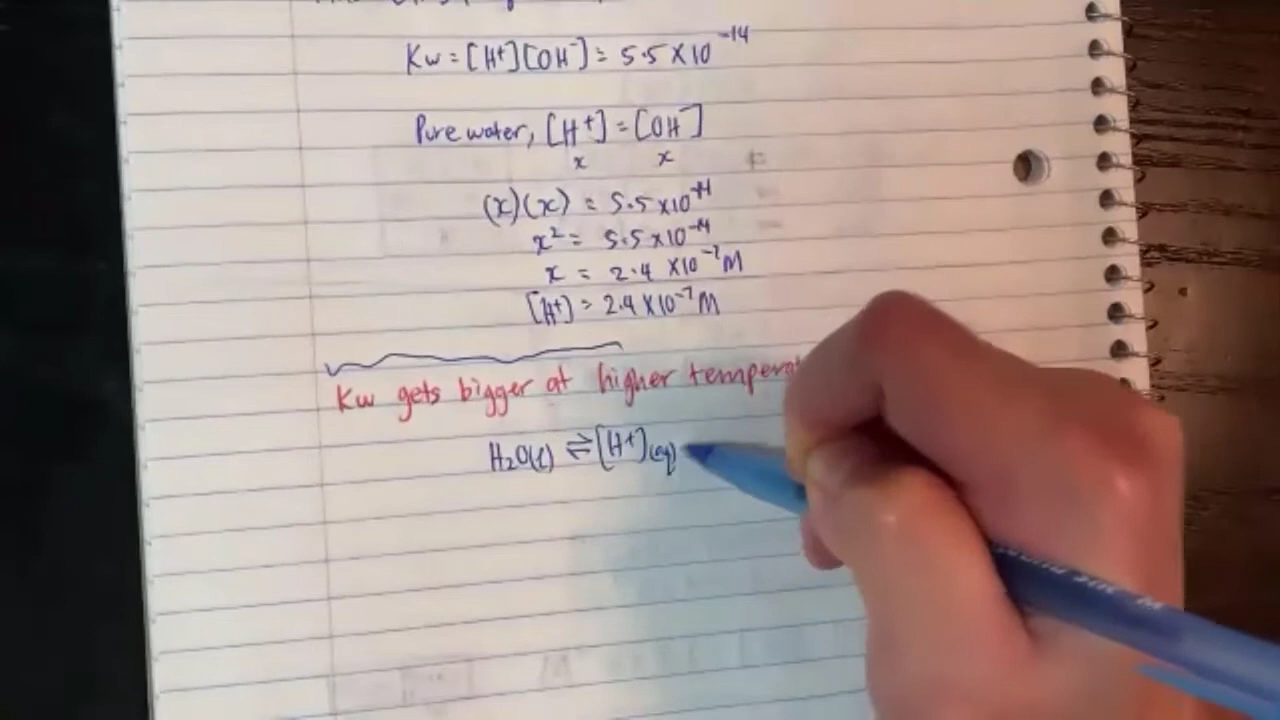 Kw = [H+][OH-] = 5.5 x 10^-14
Pure water, [H+] = [OH-]
x x
(x)(x) = 5.5 x 10^-14
x² = 5.5 x 10^-14
x = 2.4 x 10^-7 M
[H+] = 2.4 x 10^-7 M
Kw gets bigger at higher
H₂O(l) ⇌ [H+](aq)